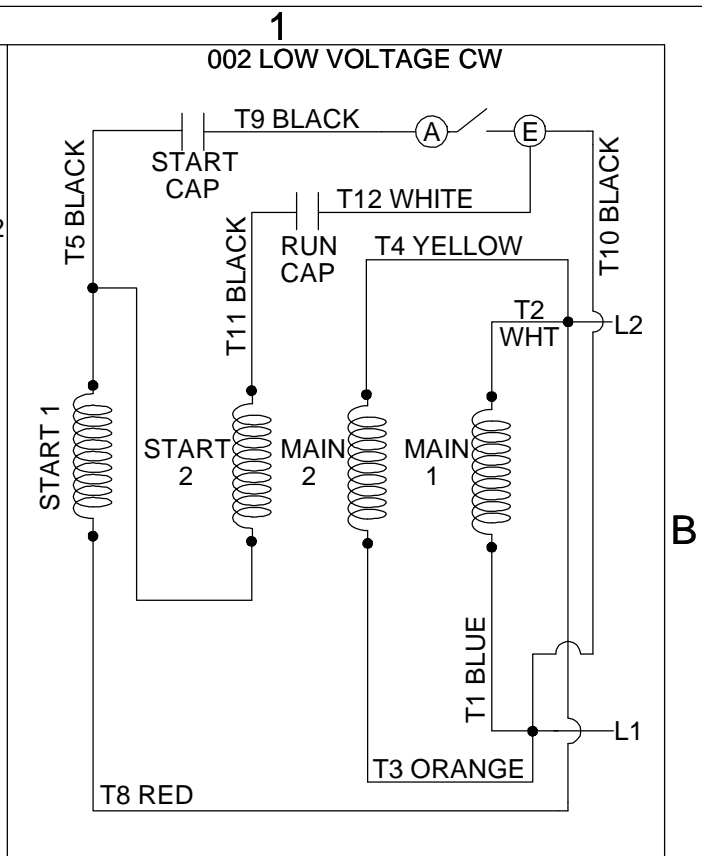 1
002 LOW VOLTAGE CW
T9 BLACK
A
E
START
CAP
T5 BLACK
T12 WHITE
T10 BLACK
RUN
CAP
T11 BLACK
T4 YELLOW
T2
WHT
L2
START 1
START
2
MAIN
2
MAIN
1
B
T1 BLUE
L1
T3 ORANGE
T8 RED